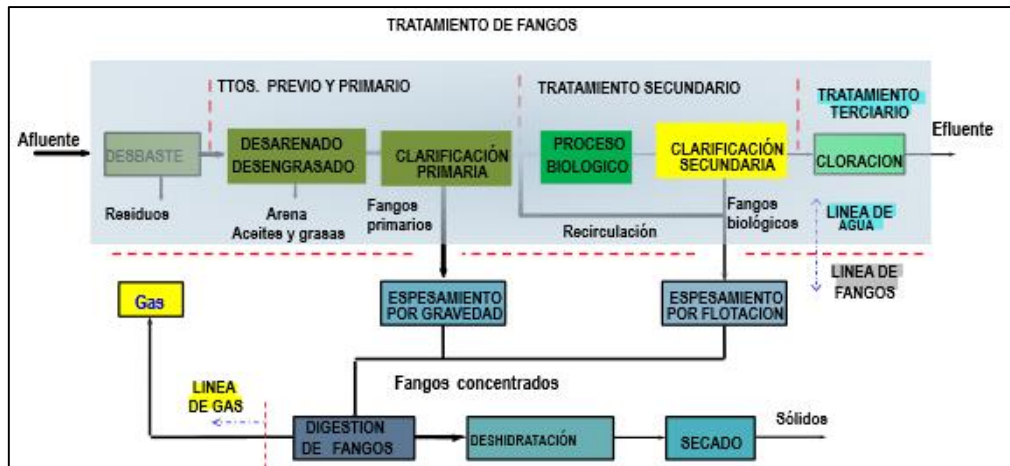 TRATAMIENTO DE FANGOS
TTOS. PREVIO Y PRIMARIO
TRATAMIENTO SECUNDARIO
TRATAMIENTO
TERCIARIO
Afluente
DESBASTE
DESARENADO
DESENGRASADO
CLARIFICACIÓN
PRIMARIA
PROCESO
BIOLOGICO
CLARIFICACIÓN
SECUNDARIA
CLORACION
Efluente
Residuos
Arena
Aceites y grasas
Fangos
primarios
Recirculación
Fangos
biológicos
LINEA DE
AGUA
LINEA DE
FANGOS
Gas
ESPESAMIENTO
POR GRAVEDAD
ESPESAMIENTO
POR FLOTACION
LINEA
DE GAS
Fangos concentrados
DIGESTION
DE FANGOS
DESHIDRATACIÓN
SECADO
Sólidos